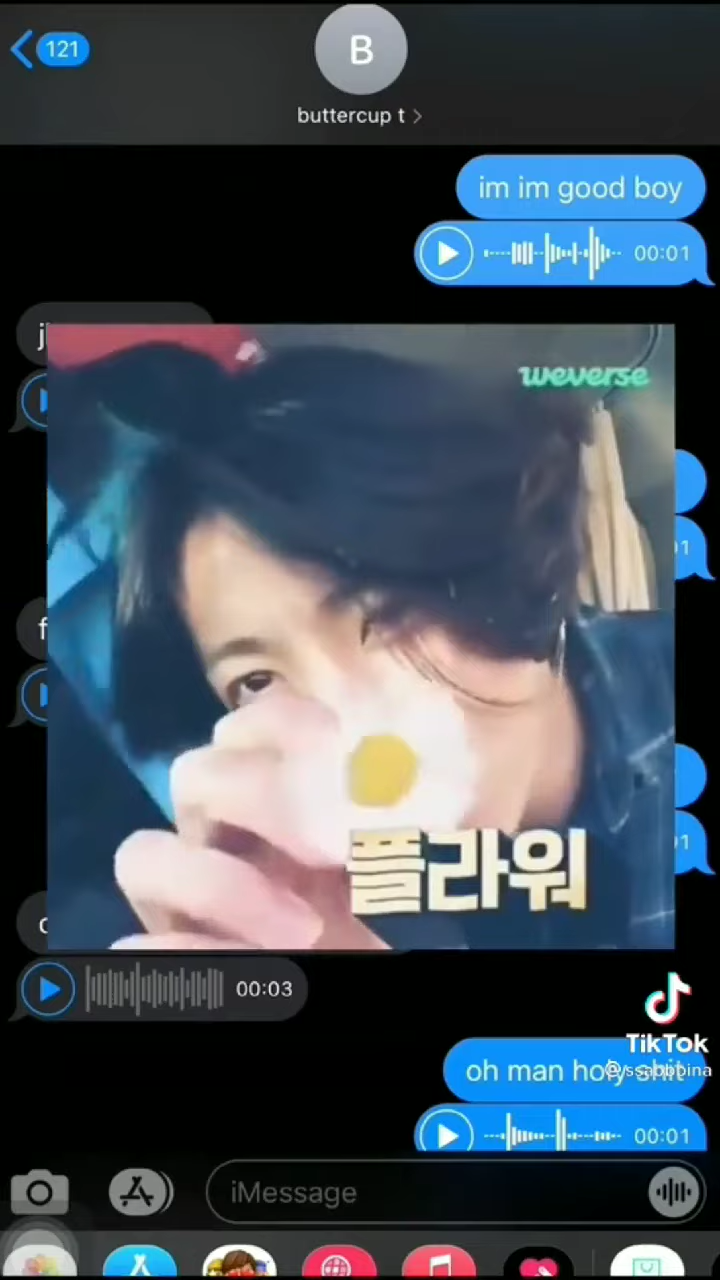 121
B
buttercup t
im im good boy
00:01
weverse
플라워
00:03
TikTok
@ssabbbina
oh man holy shit
00:01
iMessage